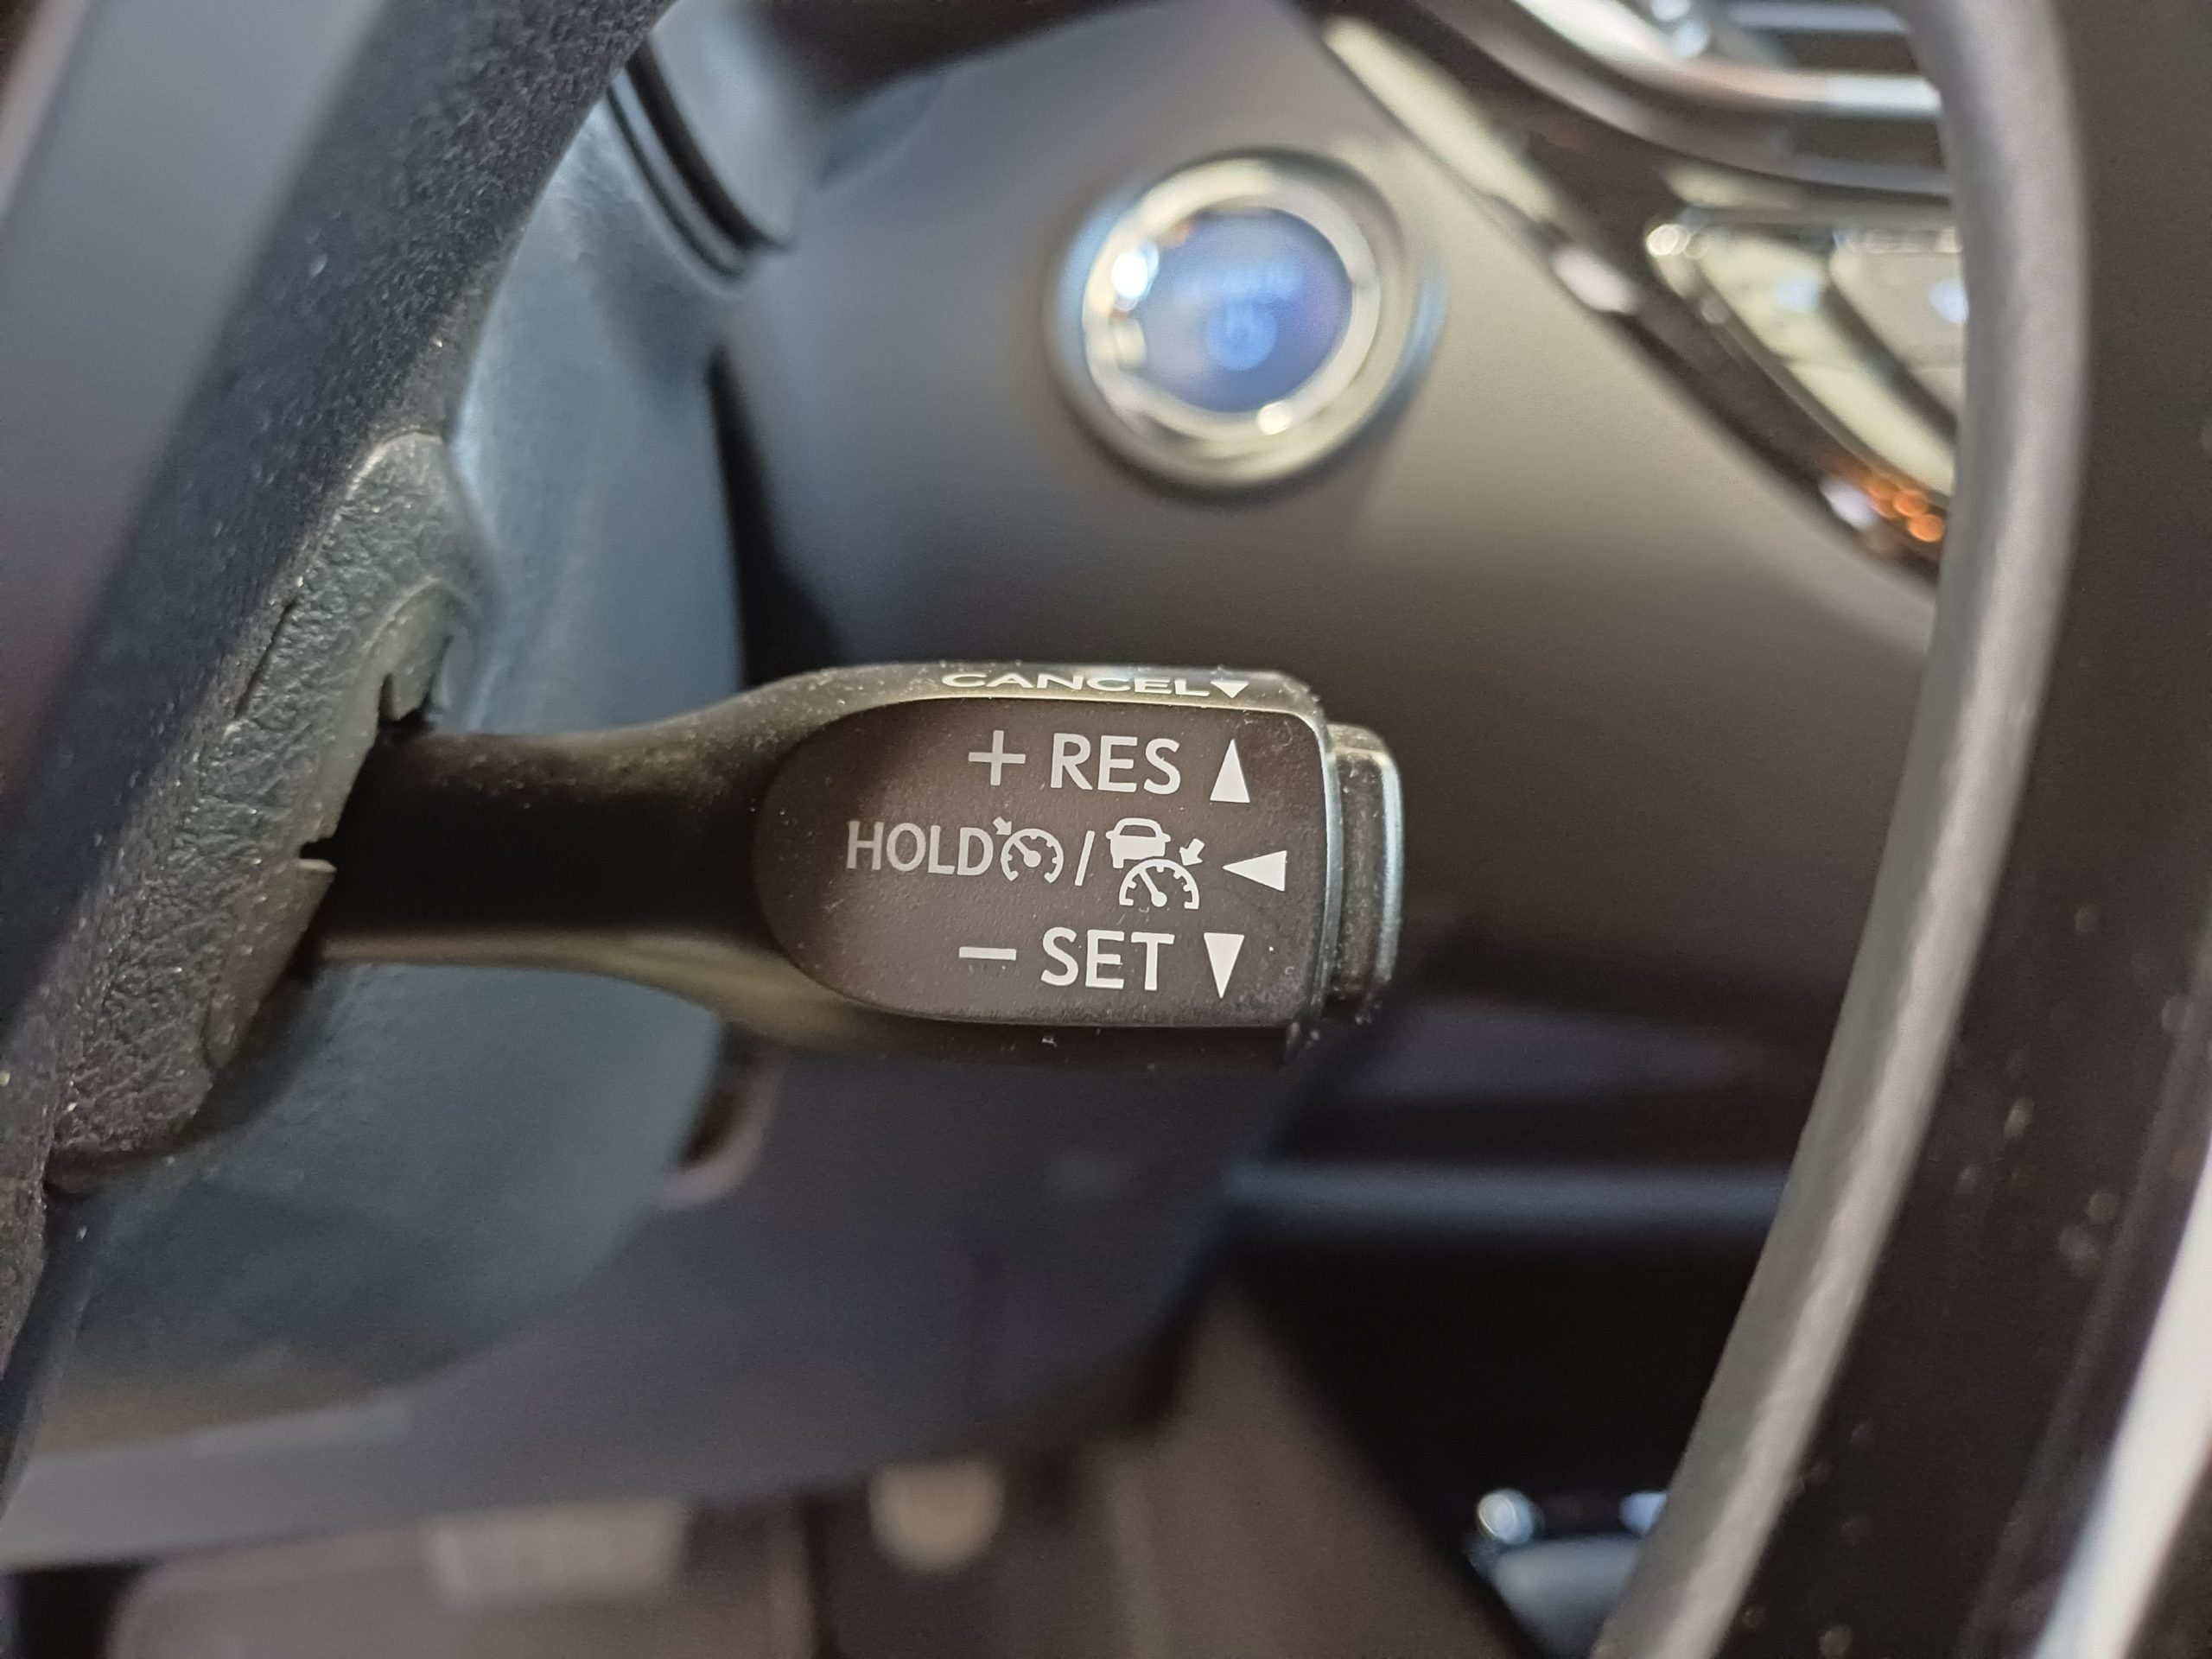 CANCEL▼
+ RES ▲
HOLD / ◀
− SET ▼